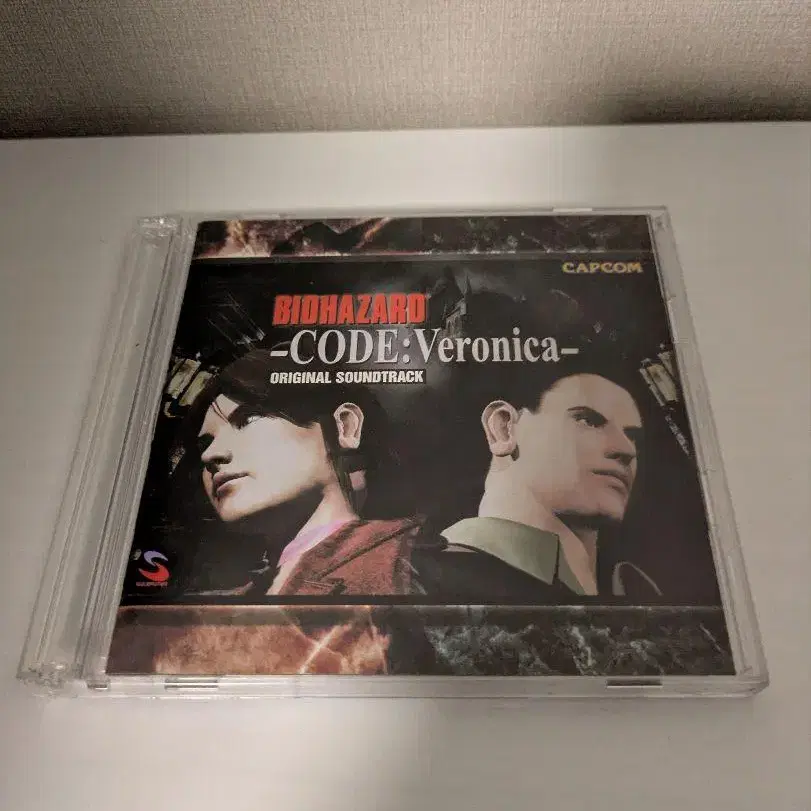 CAPCOM
BIOHAZARD
-CODE:Veronica-
ORIGINAL SOUNDTRACK